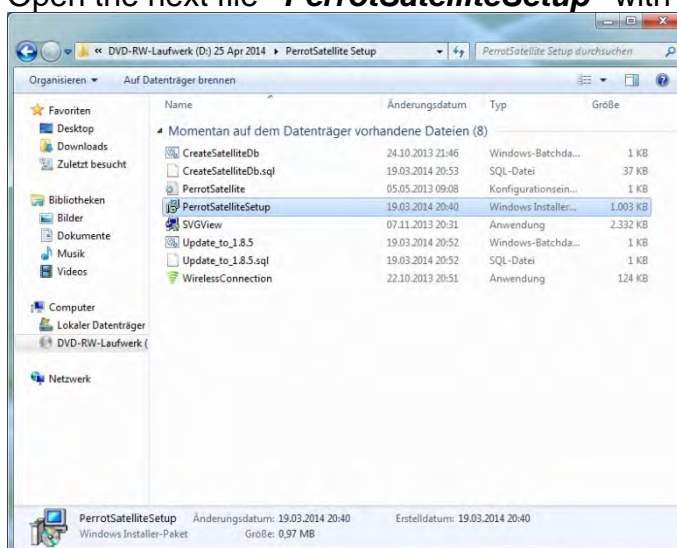 Open the next file "PerrotSatelliteSetup" with
« DVD-RW-Laufwerk (D:) 25 Apr 2014 ▸ PerrotSatellite Setup
PerrotSatellite Setup durchsuchen
Organisieren ▾ Auf Datenträger brennen
Favoriten
Desktop
Downloads
Zuletzt besucht
Bibliotheken
Bilder
Dokumente
Musik
Videos
Computer
Lokaler Datenträger
DVD-RW-Laufwerk (
Netzwerk
Name Änderungsdatum Typ Größe
Momentan auf dem Datenträger vorhandene Dateien (8)
CreateSatelliteDb 24.10.2013 21:46 Windows-Batchda... 1 KB
CreateSatelliteDb.sql 19.03.2014 20:53 SQL-Datei 37 KB
PerrotSatellite 05.05.2013 09:08 Konfigurationsein... 1 KB
PerrotSatelliteSetup 19.03.2014 20:40 Windows Installer... 1.003 KB
SVGView 07.11.2013 20:31 Anwendung 2.332 KB
Update_to_1.8.5 19.03.2014 20:52 Windows-Batchda... 1 KB
Update_to_1.8.5.sql 19.03.2014 20:52 SQL-Datei 1 KB
WirelessConnection 22.10.2013 20:51 Anwendung 124 KB
PerrotSatelliteSetup Änderungsdatum: 19.03.2014 20:40 Erstelldatum: 19.03.2014 20:40
Windows Installer-Paket Größe: 0,97 MB